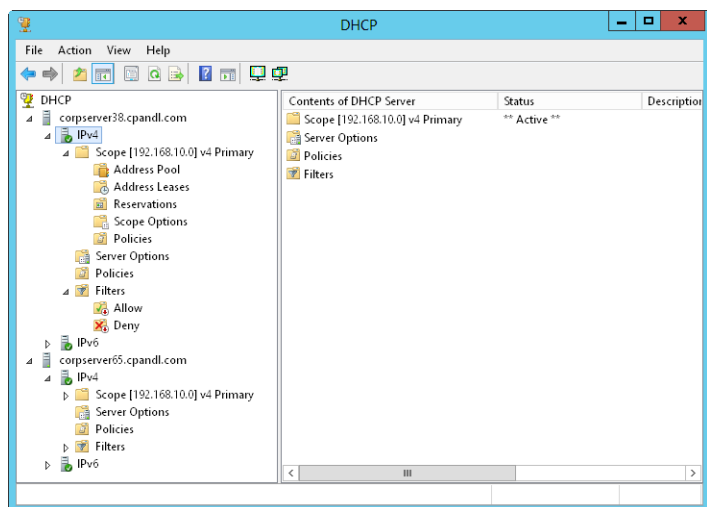 DHCP
File Action View Help
DHCP
corpserver38.cpandl.com
IPv4
Scope [192.168.10.0] v4 Primary
Address Pool
Address Leases
Reservations
Scope Options
Policies
Server Options
Policies
Filters
Allow
Deny
IPv6
corpserver65.cpandl.com
IPv4
Scope [192.168.10.0] v4 Primary
Server Options
Policies
Filters
IPv6
Contents of DHCP Server Status Description
Scope [192.168.10.0] v4 Primary ** Active **
Server Options
Policies
Filters